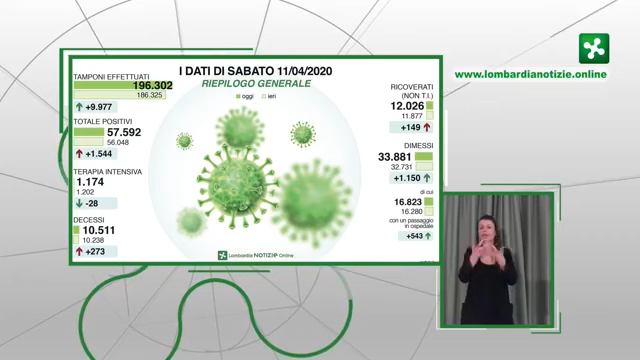 www.lombardianotizie.online
I DATI DI SABATO 11/04/2020
RIEPILOGO GENERALE
oggi ieri
TAMPONI EFFETTUATI
196.302
186.325
+9.977
TOTALE POSITIVI
57.592
56.048
+1.544
TERAPIA INTENSIVA
1.174
1.202
-28
DECESSI
10.511
10.238
+273
RICOVERATI
(NON T.I.)
12.026
11.877
+149
DIMESSI
33.881
32.731
+1.150
di cui
16.823
16.280
con un passaggio
in ospedale
+543
Lombardia NOTIZIE Online